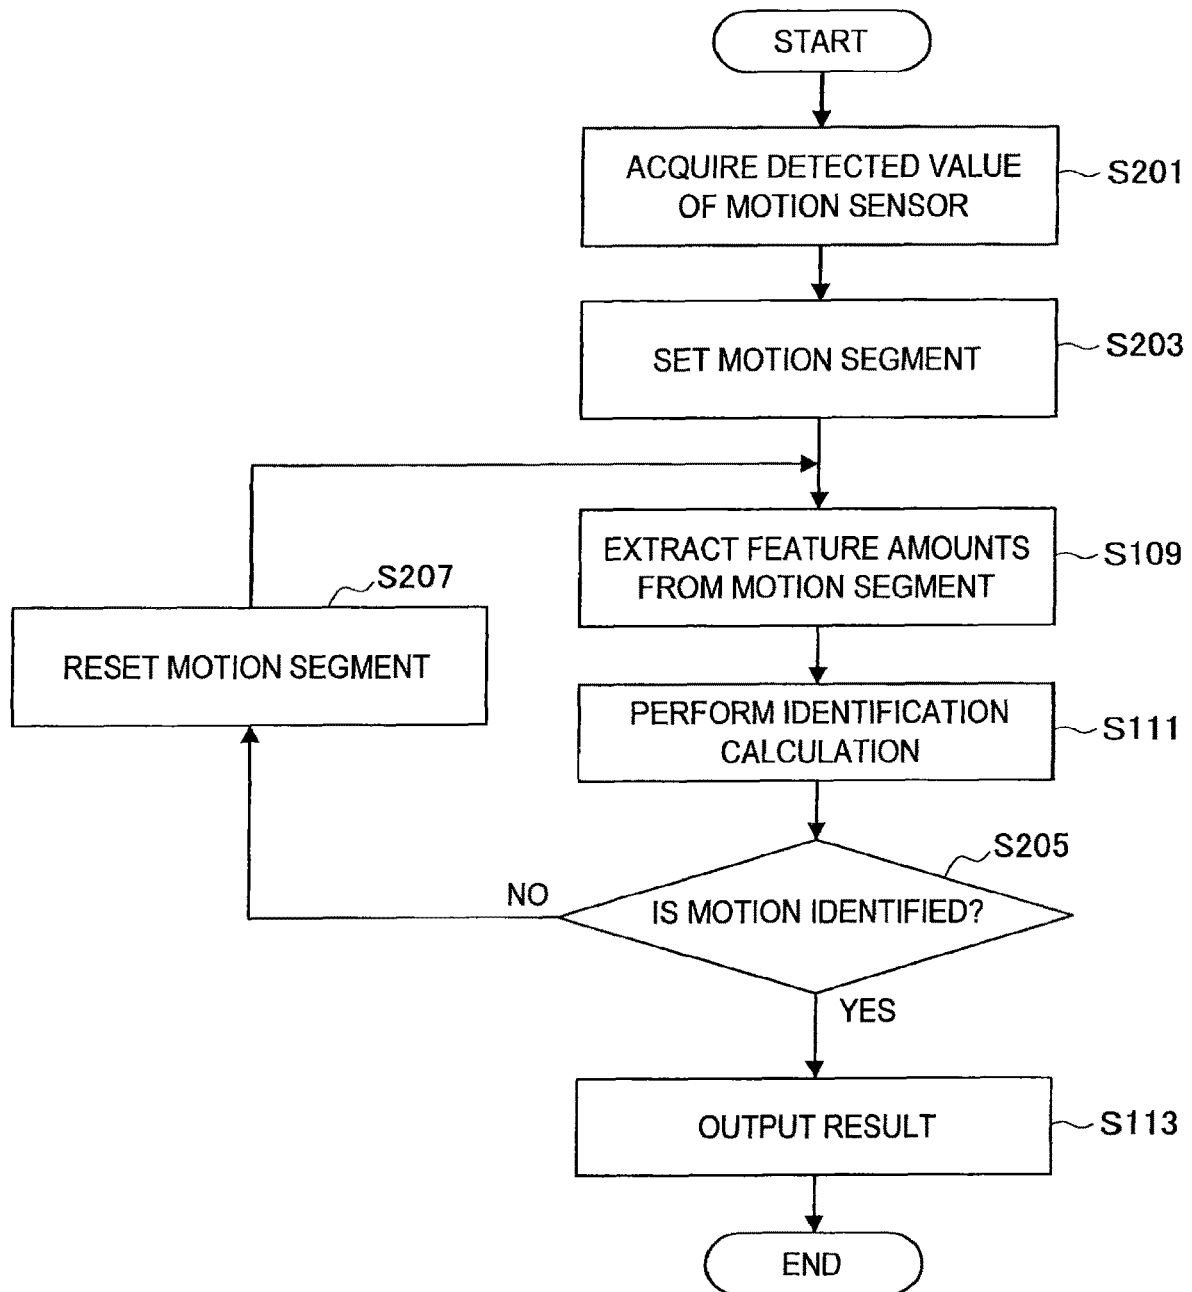 START
ACQUIRE DETECTED VALUE
OF MOTION SENSOR
S201
SET MOTION SEGMENT
S203
EXTRACT FEATURE AMOUNTS
FROM MOTION SEGMENT
S109
S207
RESET MOTION SEGMENT
PERFORM IDENTIFICATION
CALCULATION
S111
S205
NO
IS MOTION IDENTIFIED?
YES
OUTPUT RESULT
S113
END